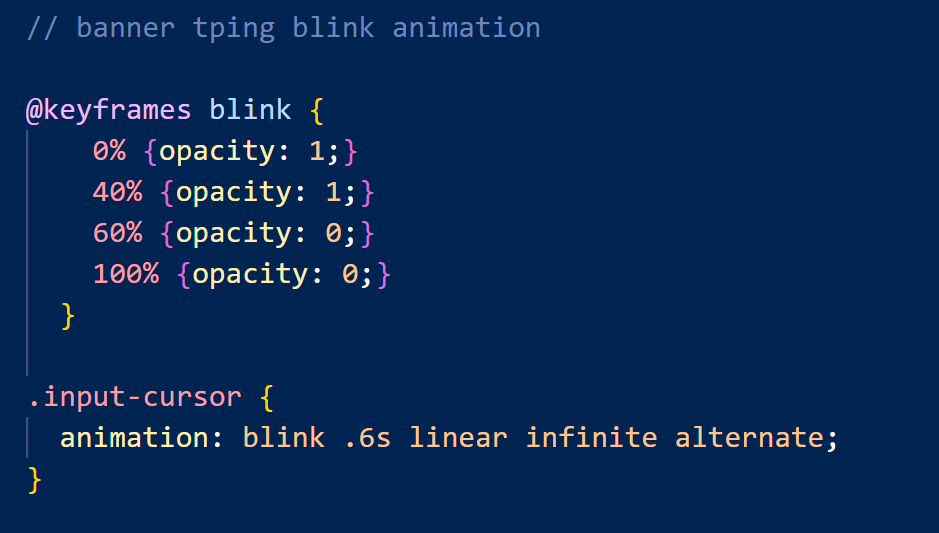 // banner tping blink animation
@keyframes blink {
0% {opacity: 1;}
40% {opacity: 1;}
60% {opacity: 0;}
100% {opacity: 0;}
}
.input-cursor {
animation: blink .6s linear infinite alternate;
}